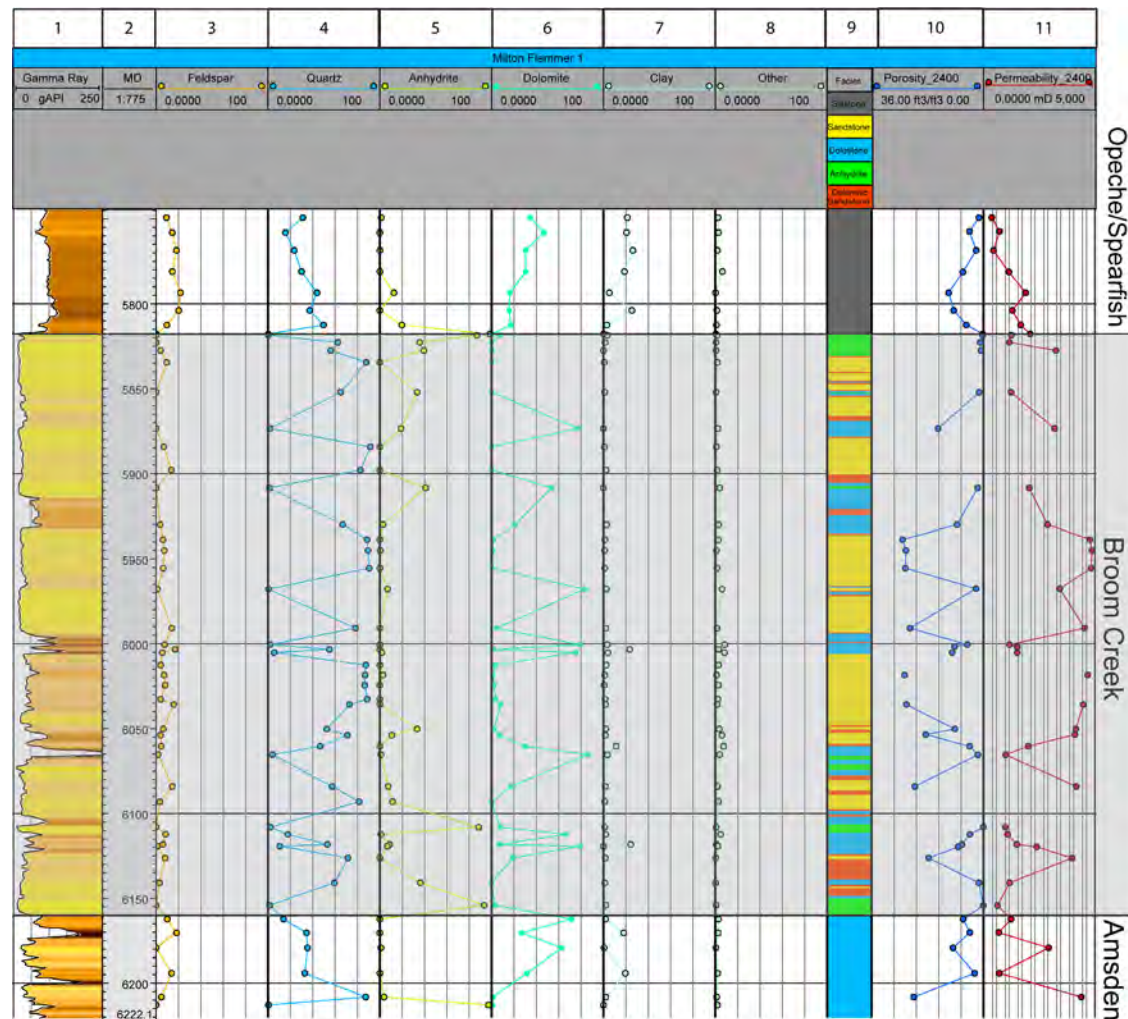 1 2 3 4 5 6 7 8 9 10 11
Milton Flemmer 1
Gamma Ray MD Feldspar Quartz Anhydrite Dolomite Clay Other Facies Porosity_2400 Permeability_2400
0 gAPI 250 1:775 0.0000 100 0.0000 100 0.0000 100 0.0000 100 0.0000 100 0.0000 100 36.00 ft3/ft3 0.00 0.0000 mD 5,000
Sandstone
Dolostone
Anhydrite
Dolomitic
Sandstone
Opeche/Spearfish
5800
5850
5900
Broom Creek
5950
6000
6050
6100
6150
Amsden
6200
6222.1